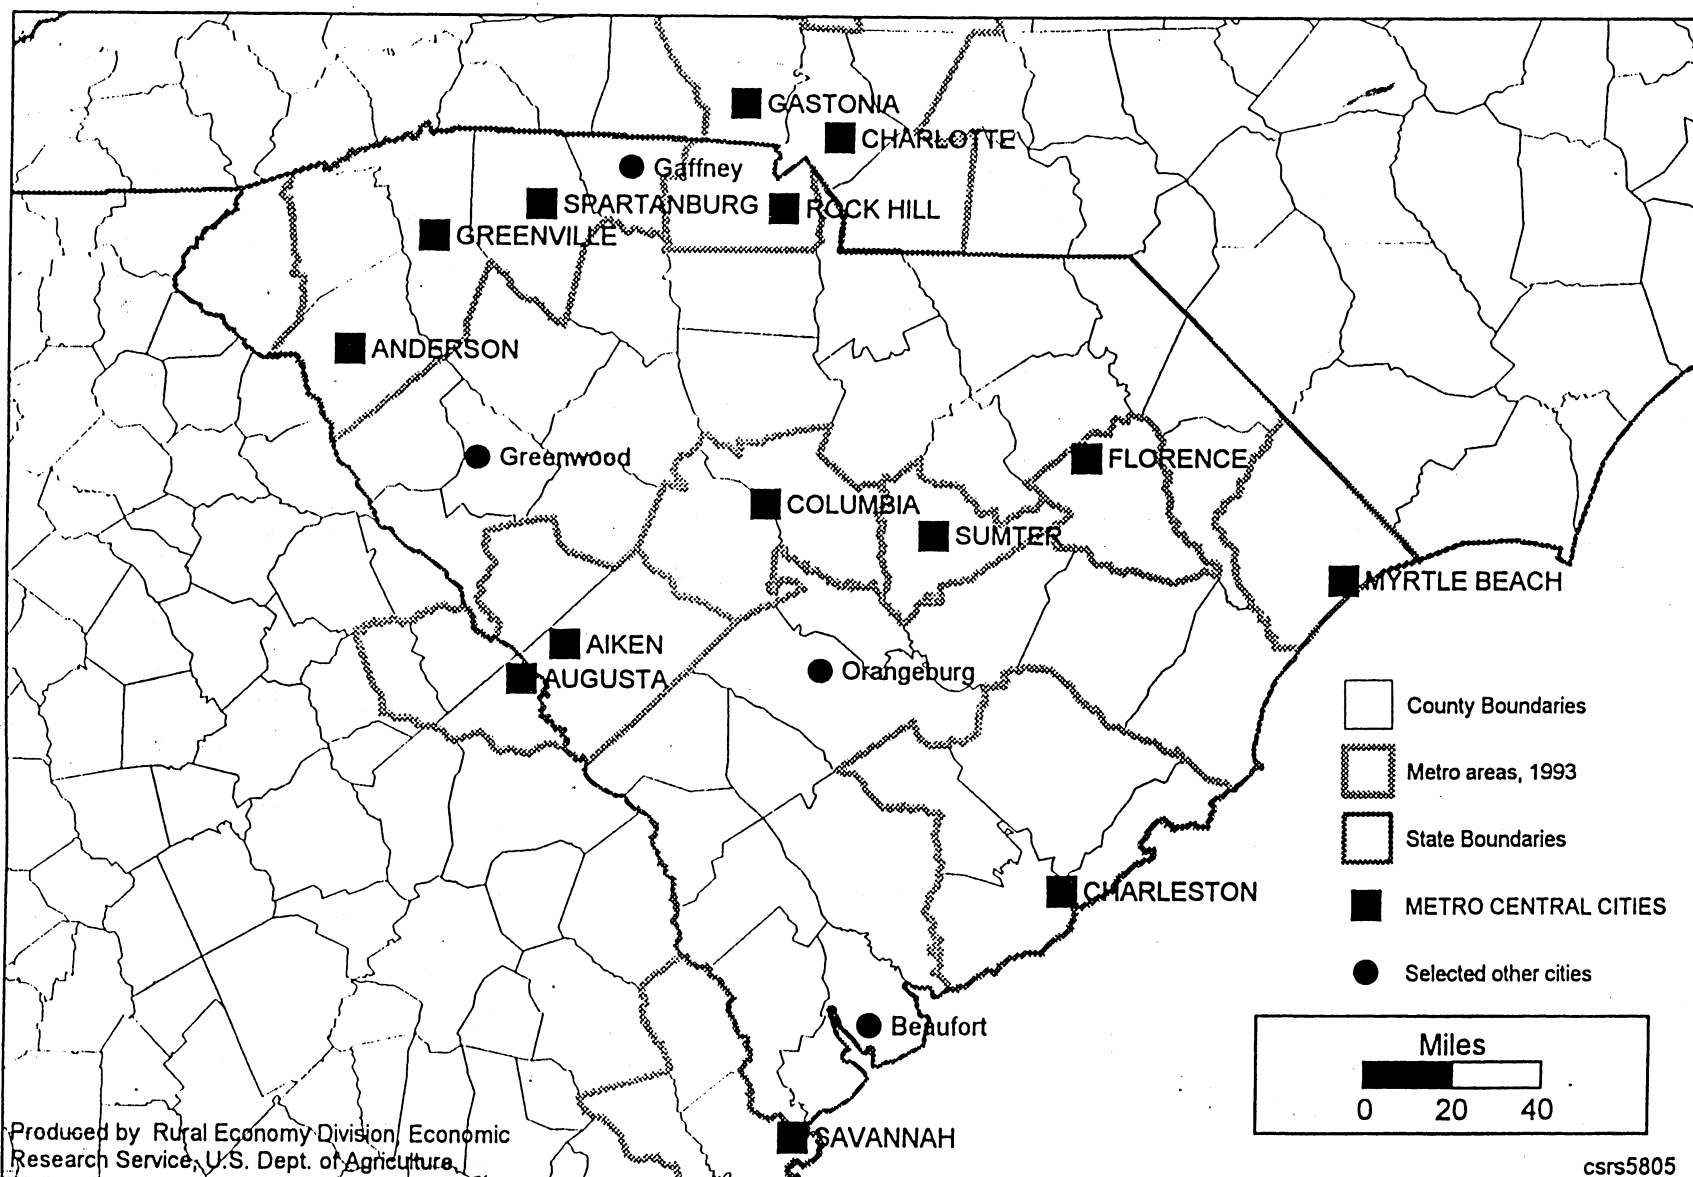 GASTONIA
CHARLOTTE
Gaffney
SPARTANBURG
ROCK HILL
GREENVILLE
ANDERSON
Greenwood
FLORENCE
COLUMBIA
SUMTER
MYRTLE BEACH
AIKEN
AUGUSTA
Orangeburg
CHARLESTON
Beaufort
SAVANNAH
County Boundaries
Metro areas, 1993
State Boundaries
METRO CENTRAL CITIES
Selected other cities
Miles
0 20 40
Produced by Rural Economy Division, Economic
Research Service, U.S. Dept. of Agriculture.
csrs5805